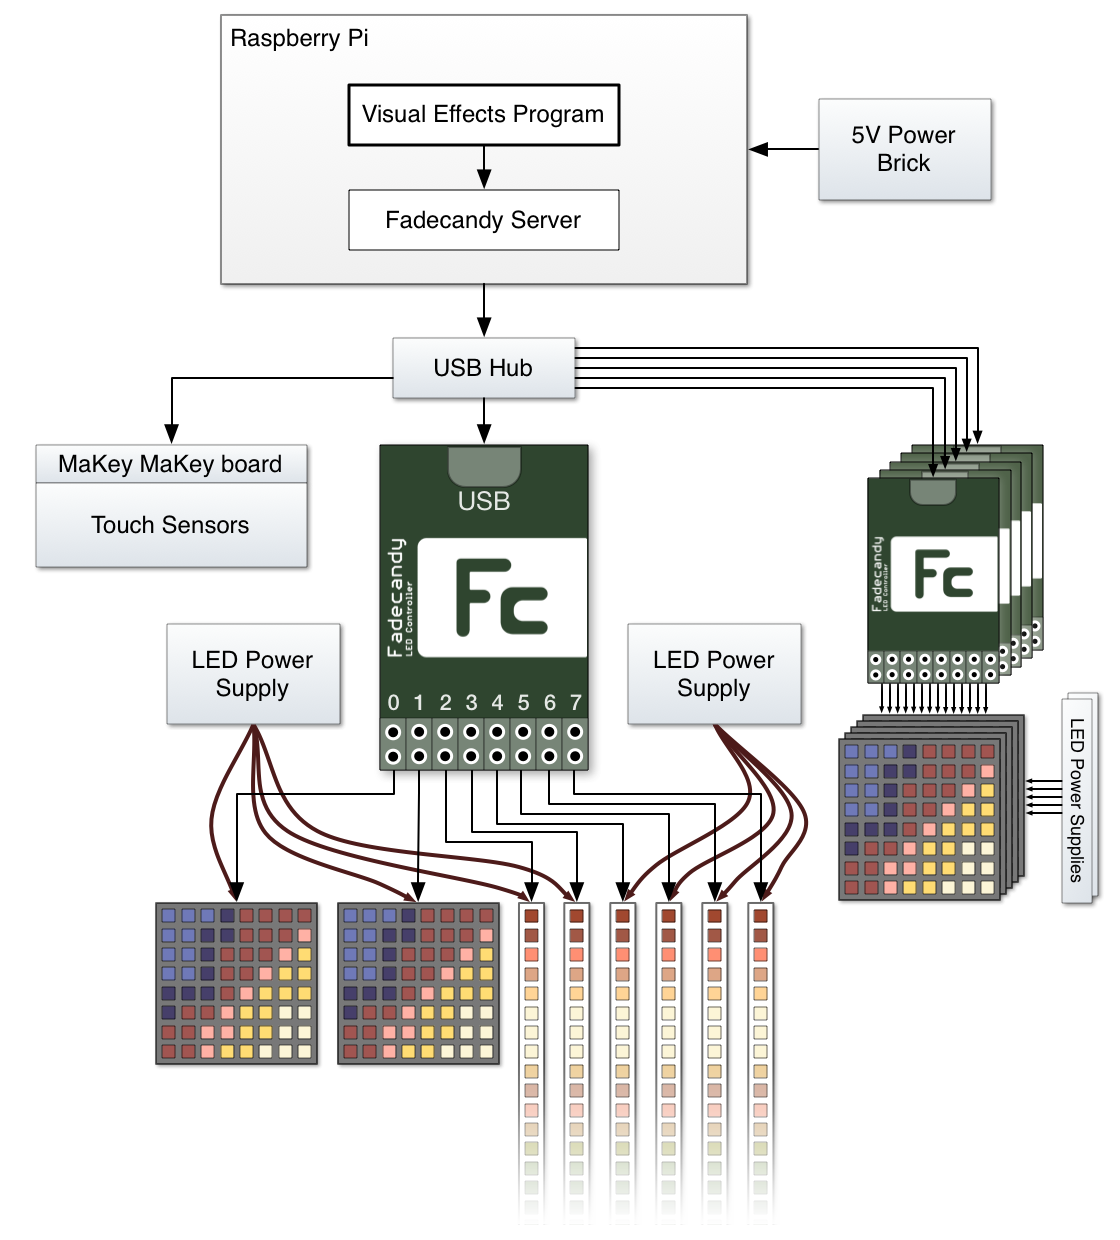 Raspberry Pi
Visual Effects Program
Fadecandy Server
5V Power
Brick
USB Hub
MaKey MaKey board
Touch Sensors
USB
Fadecandy
LED Controller
Fc
0 1 2 3 4 5 6 7
LED Power
Supply
LED Power
Supply
Fadecandy
LED Controller
Fc
LED Power Supplies